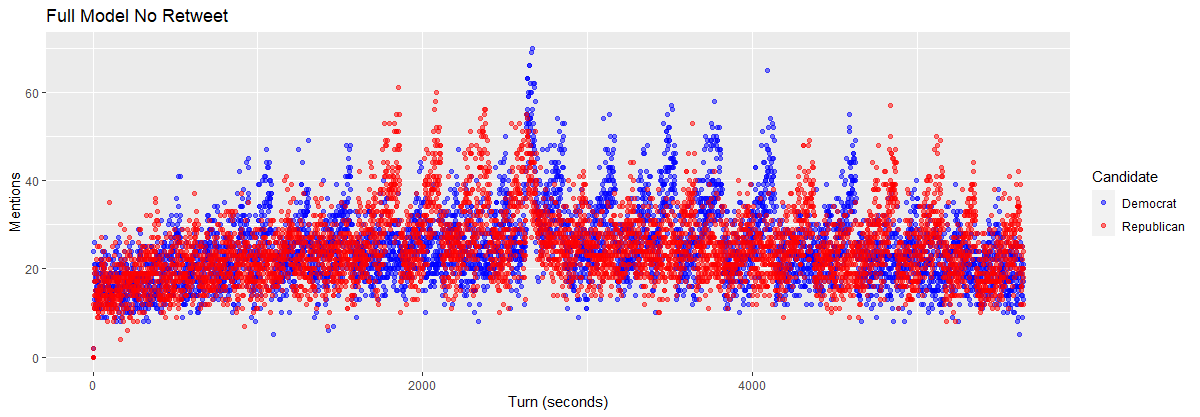 Full Model No Retweet
Mentions
60
40
20
0
0 2000 4000
Turn (seconds)
Candidate
Democrat
Republican